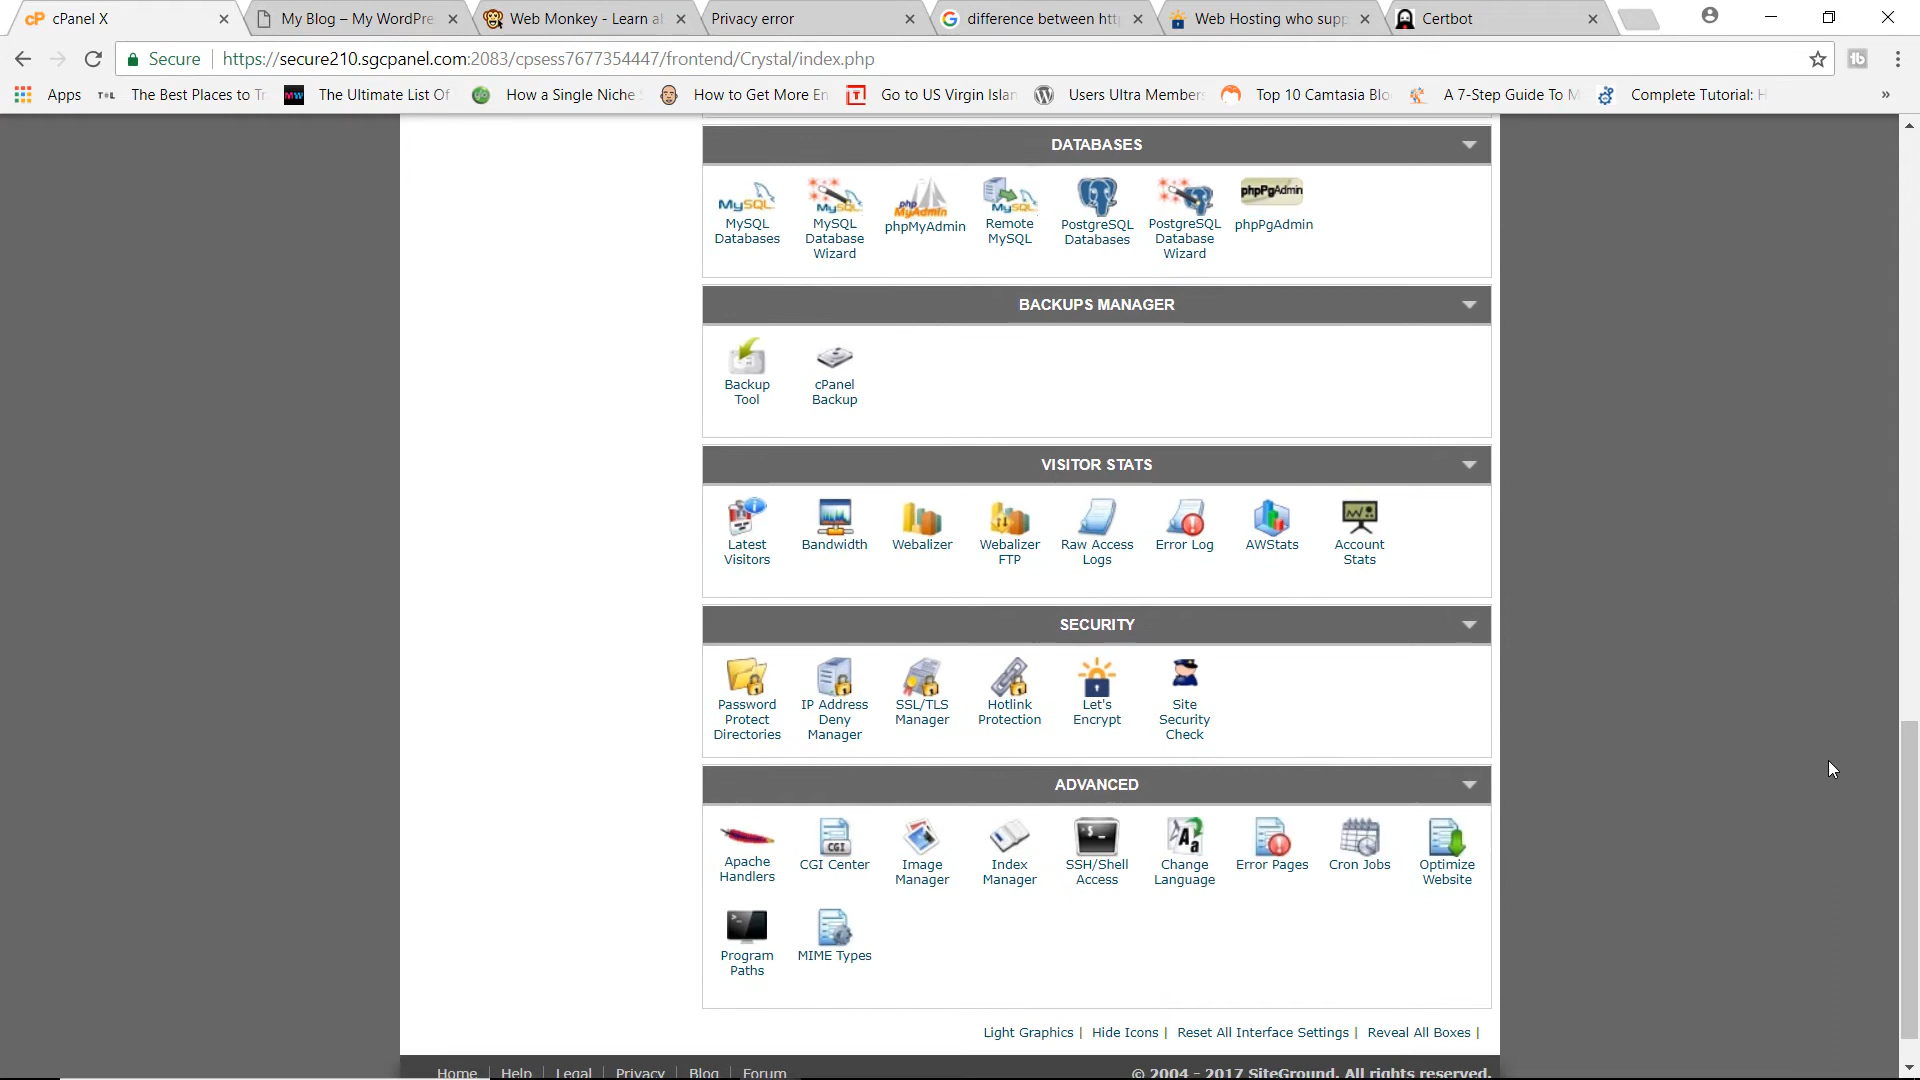 cPanel X
My Blog – My WordPre
Web Monkey - Learn a
Privacy error
difference between htt
Web Hosting who supp
Certbot
Secure
https://secure210.sgcpanel.com:2083/cpsess7677354447/frontend/Crystal/index.php
Apps
The Best Places to Tr
The Ultimate List Of
How a Single Niche
How to Get More En
Go to US Virgin Islan
Users Ultra Members
Top 10 Camtasia Blo
A 7-Step Guide To M
Complete Tutorial: H
»
DATABASES
MySQL Databases
MySQL Database Wizard
phpMyAdmin
Remote MySQL
PostgreSQL Databases
PostgreSQL Database Wizard
phpPgAdmin
phpPgAdmin
BACKUPS MANAGER
Backup Tool
cPanel Backup
VISITOR STATS
Latest Visitors
Bandwidth
Webalizer
Webalizer FTP
Raw Access Logs
Error Log
AWStats
Account Stats
SECURITY
Password Protect Directories
IP Address Deny Manager
SSL/TLS Manager
Hotlink Protection
Let's Encrypt
Site Security Check
ADVANCED
Apache Handlers
CGI Center
Image Manager
Index Manager
SSH/Shell Access
Change Language
Error Pages
Cron Jobs
Optimize Website
Program Paths
MIME Types
Light Graphics | Hide Icons | Reset All Interface Settings | Reveal All Boxes |
Home | Help | Legal | Privacy | Blog | Forum
© 2004 - 2017 SiteGround. All rights reserved.